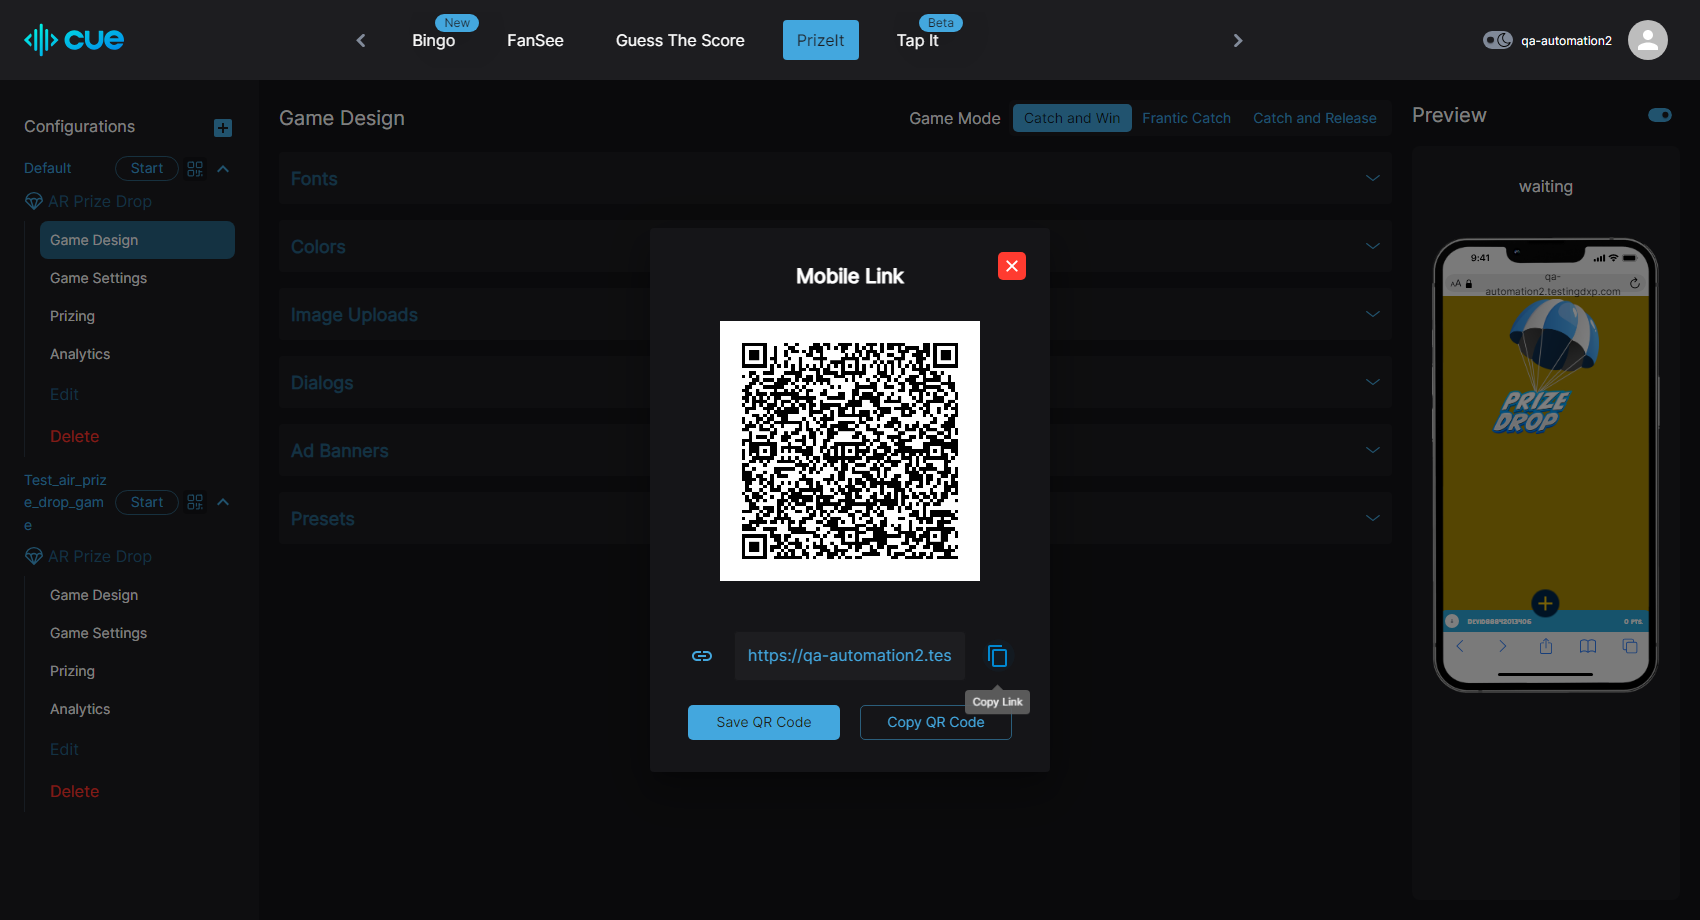 cue
Bingo
New
FanSee
Guess The Score
PrizeIt
Tap It
Beta
qa-automation2
Configurations
Default
Start
AR Prize Drop
Game Design
Game Settings
Prizing
Analytics
Edit
Delete
Test_air_priz
e_drop_gam
e
Start
AR Prize Drop
Game Design
Game Settings
Prizing
Analytics
Edit
Delete
Game Design
Game Mode
Catch and Win
Frantic Catch
Catch and Release
Fonts
Colors
Image Uploads
Dialogs
Ad Banners
Presets
Mobile Link
https://qa-automation2.tes
Copy Link
Save QR Code
Copy QR Code
Preview
waiting
9:41
AA
qa-
automation2.testingdxp.com
PRIZE
DROP
0 PTS.